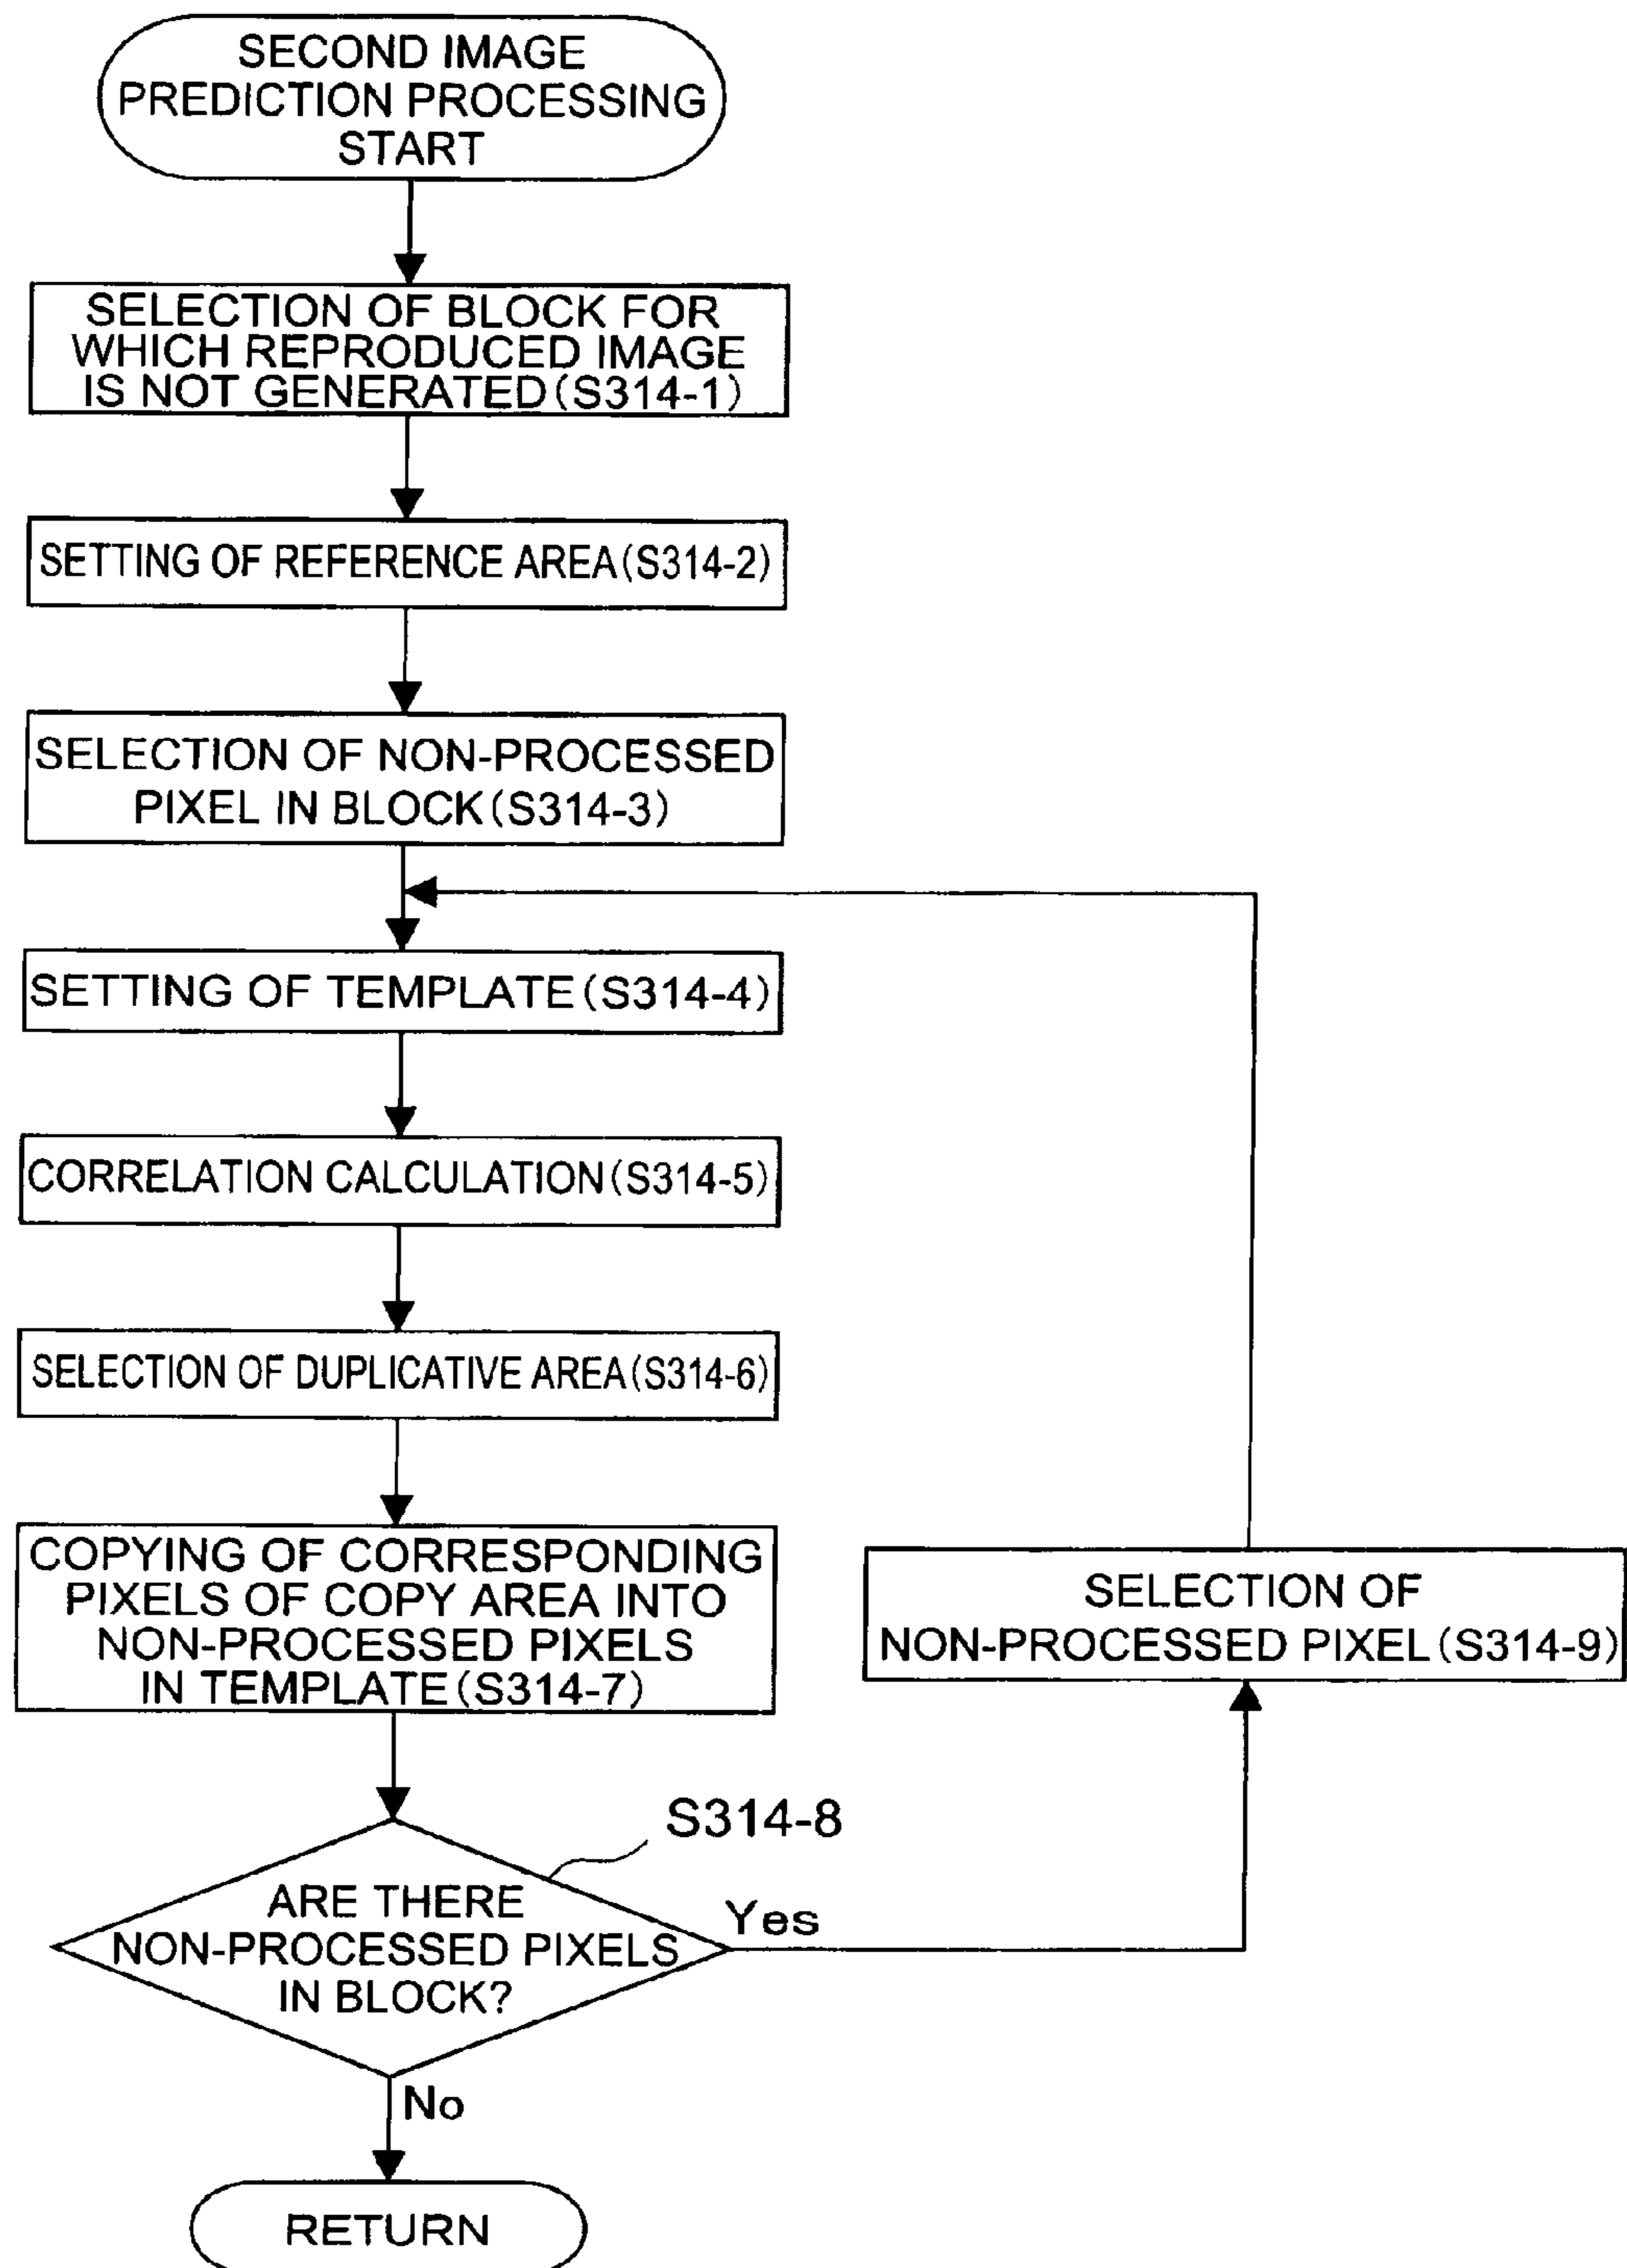 SECOND IMAGE
PREDICTION PROCESSING
START
SELECTION OF BLOCK FOR
WHICH REPRODUCED IMAGE
IS NOT GENERATED(S314-1)
SETTING OF REFERENCE AREA(S314-2)
SELECTION OF NON-PROCESSED
PIXEL IN BLOCK(S314-3)
SETTING OF TEMPLATE(S314-4)
CORRELATION CALCULATION(S314-5)
SELECTION OF DUPLICATIVE AREA(S314-6)
COPYING OF CORRESPONDING
PIXELS OF COPY AREA INTO
NON-PROCESSED PIXELS
IN TEMPLATE(S314-7)
SELECTION OF
NON-PROCESSED PIXEL(S314-9)
S314-8
ARE THERE
NON-PROCESSED PIXELS
IN BLOCK?
Yes
No
RETURN